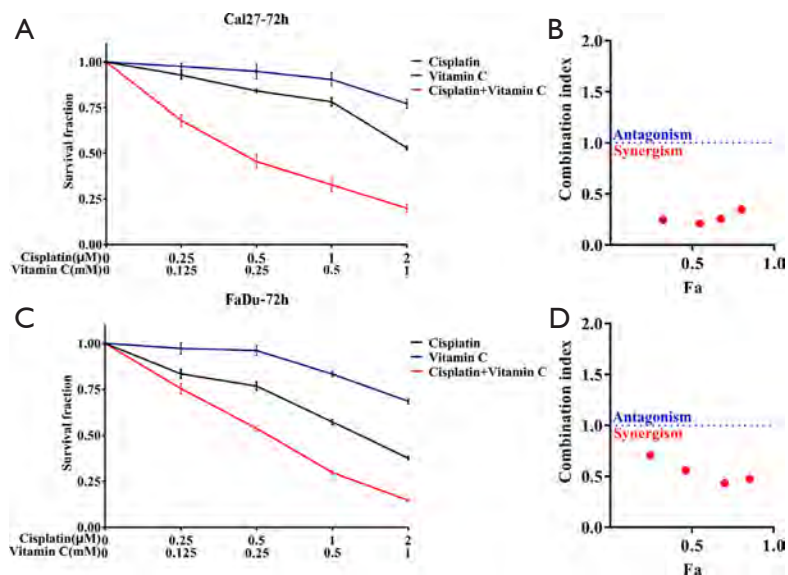 A
Cal27-72h
Survival fraction
1.00
0.75
0.50
0.25
0.00
Cisplatin
Vitamin C
Cisplatin+Vitamin C
Cisplatin(μM) 0 0.25 0.5 1 2
Vitamin C(mM) 0 0.125 0.25 0.5 1
B
Combination index
2.0
1.5
1.0
0.5
0.0
Antagonism
Synergism
0.5 1.0
Fa
C
FaDu-72h
Survival fraction
1.00
0.75
0.50
0.25
0.00
Cisplatin
Vitamin C
Cisplatin+Vitamin C
Cisplatin(μM) 0 0.25 0.5 1 2
Vitamin C(mM) 0 0.125 0.25 0.5 1
D
Combination index
2.0
1.5
1.0
0.5
0.0
Antagonism
Synergism
0.5 1.0
Fa